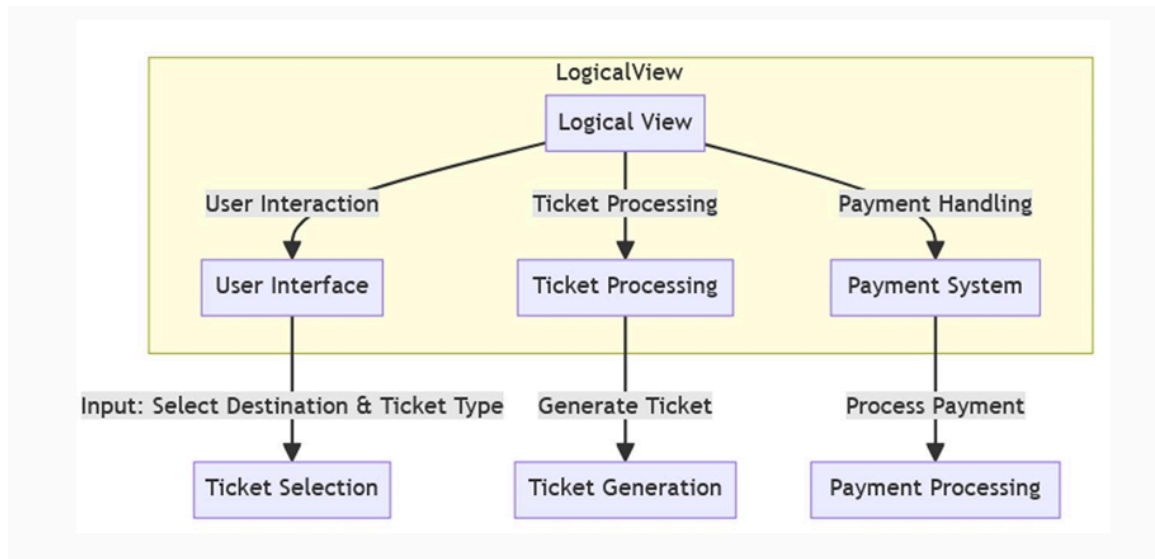 LogicalView
Logical View
User Interaction
Ticket Processing
Payment Handling
User Interface
Ticket Processing
Payment System
Input: Select Destination & Ticket Type
Generate Ticket
Process Payment
Ticket Selection
Ticket Generation
Payment Processing